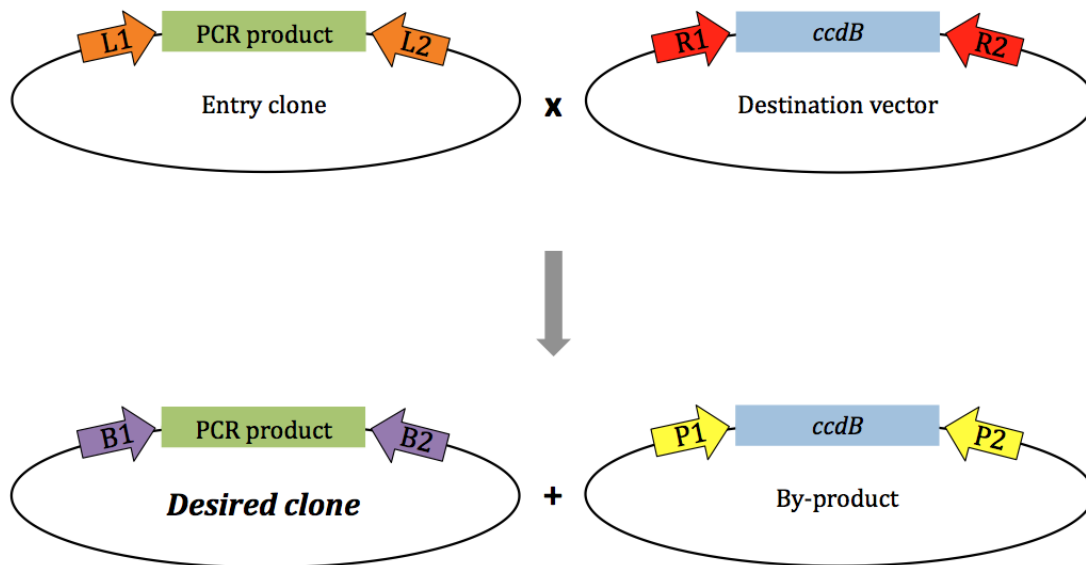 L1 PCR product L2
R1 ccdB R2
Entry clone
x
Destination vector
B1 PCR product B2
P1 ccdB P2
Desired clone
+
By-product